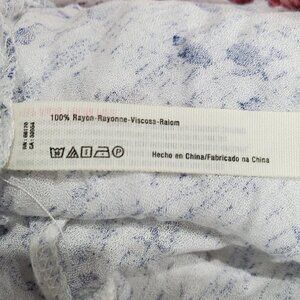 100% Rayon-Rayonne-Viscosa-Raiom
Hecho en China/Fabricado na China